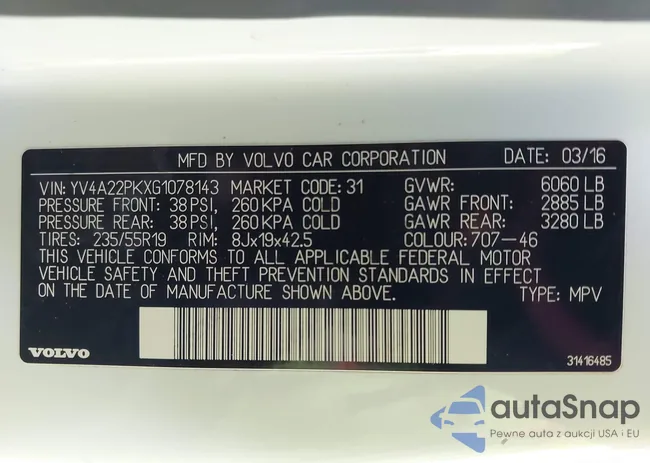 MFD BY VOLVO CAR CORPORATION DATE: 03/16
VIN: YV4A22PKXG1078143 MARKET CODE: 31 GVWR: 6060 LB
PRESSURE FRONT: 38 PSI, 260 KPA COLD GAWR FRONT: 2885 LB
PRESSURE REAR: 38 PSI, 260 KPA COLD GAWR REAR: 3280 LB
TIRES: 235/55R19 RIM: 8Jx19x42.5 COLOUR: 707-46
THIS VEHICLE CONFORMS TO ALL APPLICABLE FEDERAL MOTOR
VEHICLE SAFETY AND THEFT PREVENTION STANDARDS IN EFFECT
ON THE DATE OF MANUFACTURE SHOWN ABOVE. TYPE: MPV
VOLVO 31416485
autaSnap
Pewne auta z aukcji USA i EU